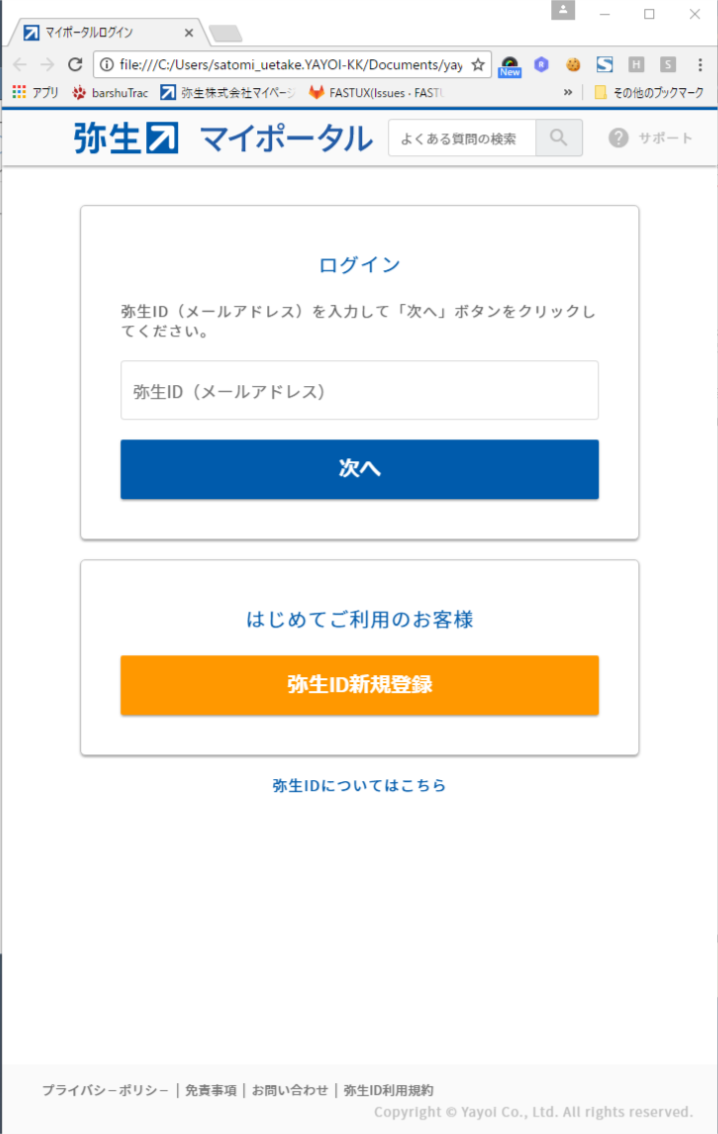 マイポータルログイン
file:///C:/Users/satomi_uetake.YAYOI-KK/Documents/yay
New
H
S
アプリ barshuTrac 弥生株式会社マイページ FASTUX(Issues · FAST » その他のブックマーク
弥生 マイポータル よくある質問の検索 ? サポート
ログイン
弥生ID（メールアドレス）を入力して「次へ」ボタンをクリックし
てください。
弥生ID（メールアドレス）
次へ
はじめてご利用のお客様
弥生ID新規登録
弥生IDについてはこちら
プライバシーポリシー | 免責事項 | お問い合わせ | 弥生ID利用規約
Copyright © Yayoi Co., Ltd. All rights reserved.